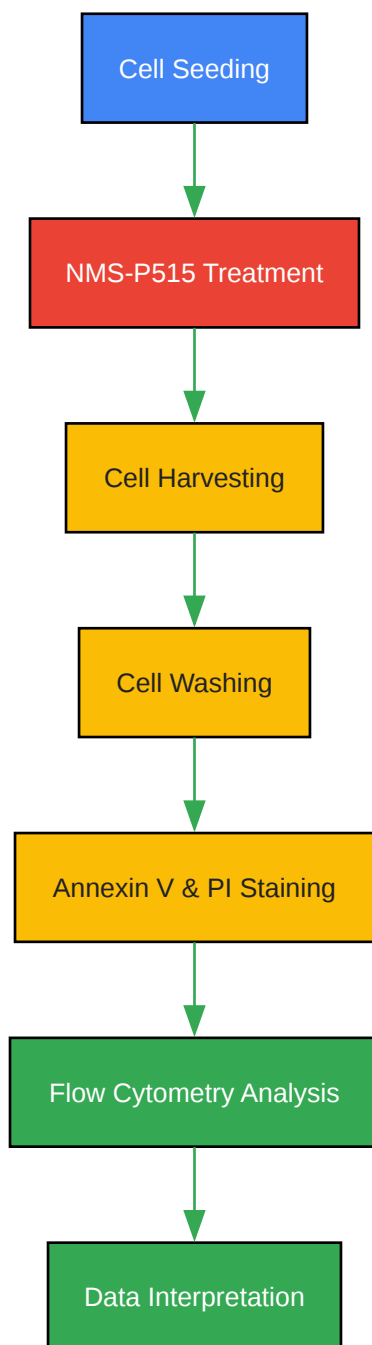 Cell Seeding
NMS-P515 Treatment
Cell Harvesting
Cell Washing
Annexin V & PI Staining
Flow Cytometry Analysis
Data Interpretation